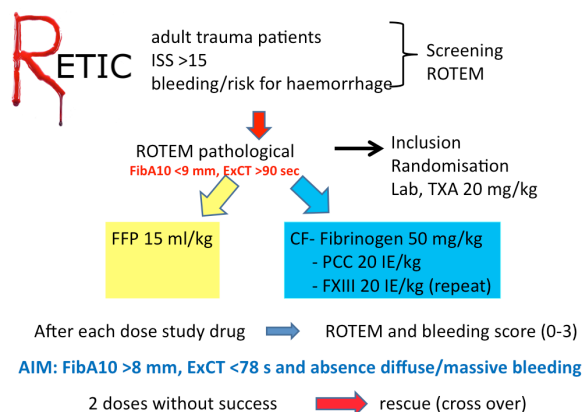 RETIC
adult trauma patients
ISS >15
bleeding/risk for haemorrhage
Screening
ROTEM
ROTEM pathological
FibA10 <9 mm, ExCT >90 sec
Inclusion
Randomisation
Lab, TXA 20 mg/kg
FFP 15 ml/kg
CF- Fibrinogen 50 mg/kg
- PCC 20 IE/kg
- FXIII 20 IE/kg (repeat)
After each dose study drug
ROTEM and bleeding score (0-3)
AIM: FibA10 >8 mm, ExCT <78 s and absence diffuse/massive bleeding
2 doses without success
rescue (cross over)